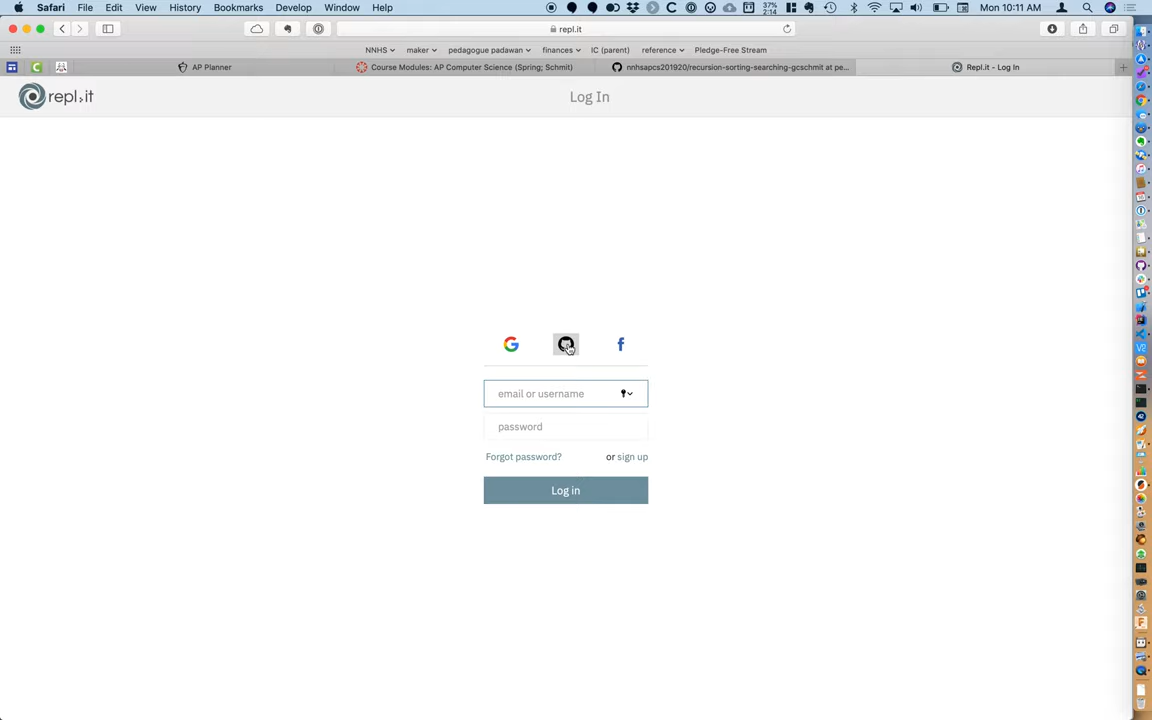 Safari File Edit View History Bookmarks Develop Window Help 37% 2:14 Mon 10:11 AM
repl.it
NNHS maker pedagogue padawan finances IC (parent) reference Pledge-Free Stream
AP Planner Course Modules: AP Computer Science (Spring; Schmit) nnhsapcs201920/recursion-sorting-searching-gcschmit at pe... Repl.it - Log In
repl.it Log In
email or username
password
Forgot password? or sign up
Log in